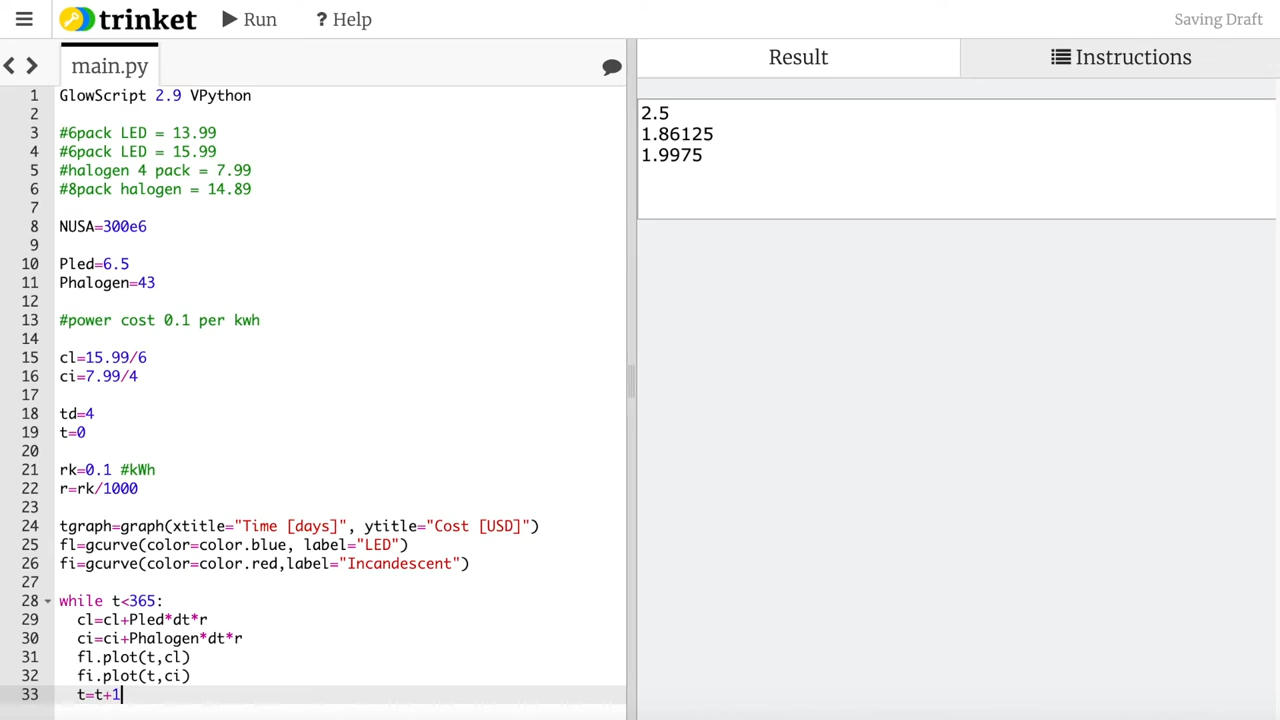 trinket
Run
? Help
Saving Draft
main.py
Result
Instructions
1 GlowScript 2.9 VPython
2
3 #6pack LED = 13.99
4 #6pack LED = 15.99
5 #halogen 4 pack = 7.99
6 #8pack halogen = 14.89
7
8 NUSA=300e6
9
10 Pled=6.5
11 Phalogen=43
12
13 #power cost 0.1 per kwh
14
15 cl=15.99/6
16 ci=7.99/4
17
18 td=4
19 t=0
20
21 rk=0.1 #kWh
22 r=rk/1000
23
24 tgraph=graph(xtitle="Time [days]", ytitle="Cost [USD]")
25 fl=gcurve(color=color.blue, label="LED")
26 fi=gcurve(color=color.red,label="Incandescent")
27
28 while t<365:
29 cl=cl+Pled*dt*r
30 ci=ci+Phalogen*dt*r
31 fl.plot(t,cl)
32 fi.plot(t,ci)
33 t=t+1
2.5
1.86125
1.9975